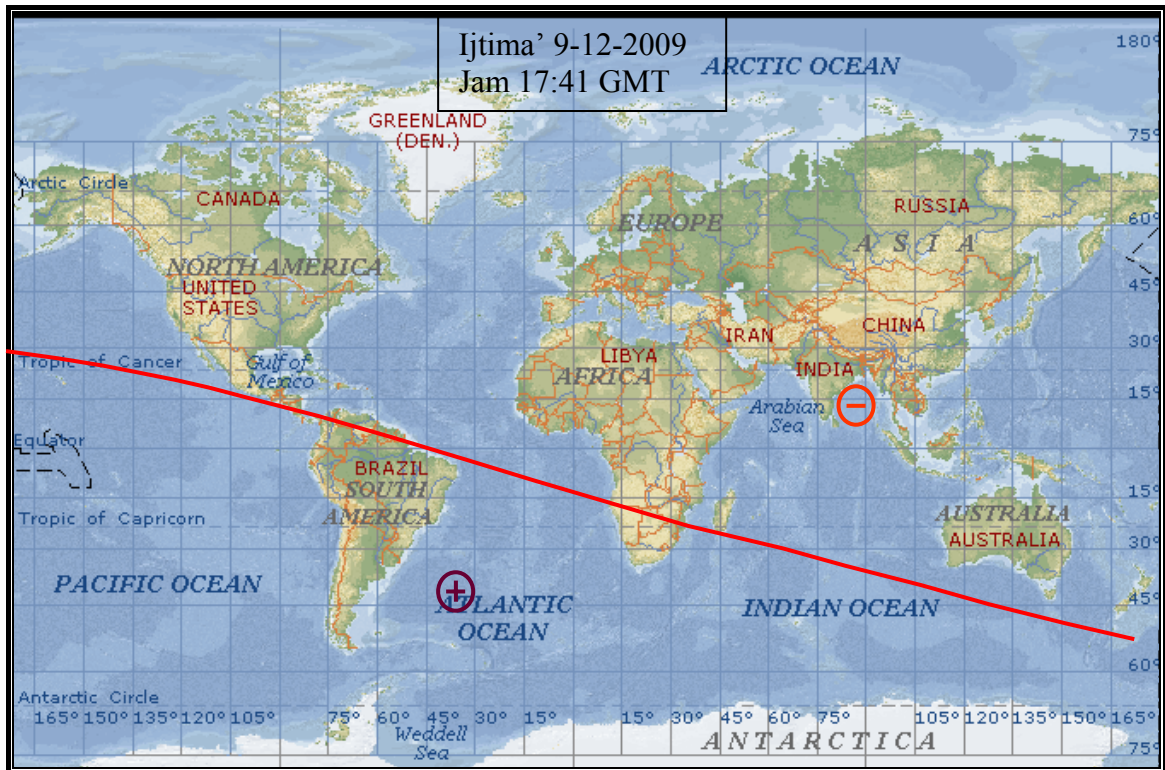 Ijtima’ 9-12-2009
Jam 17:41 GMT
180°
ARCTIC OCEAN
GREENLAND
(DEN.)
75°
Arctic Circle
CANADA
RUSSIA
EUROPE
60°
ASIA
NORTH AMERICA
UNITED
STATES
45°
CHINA
IRAN
30°
Tropic of Cancer
Gulf of
Mexico
LIBYA
AFRICA
INDIA
15°
Arabian
Sea
−
Equator
BRAZIL
SOUTH
AMERICA
15°
Tropic of Capricorn
AUSTRALIA
AUSTRALIA
30°
PACIFIC OCEAN
+
ATLANTIC
OCEAN
INDIAN OCEAN
45°
60°
Antarctic Circle
165° 150° 135° 120° 105° 75° 60° 45° 30° 15° 15° 30° 45° 60° 75° 105° 120° 135° 150° 165°
Weddell
Sea
ANTARCTICA
75°